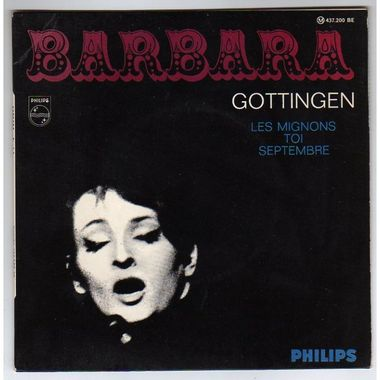 Ⓜ 437.200 BE
BARBARA
PHILIPS
GOTTINGEN
LES MIGNONS
TOI
SEPTEMBRE
PHILIPS